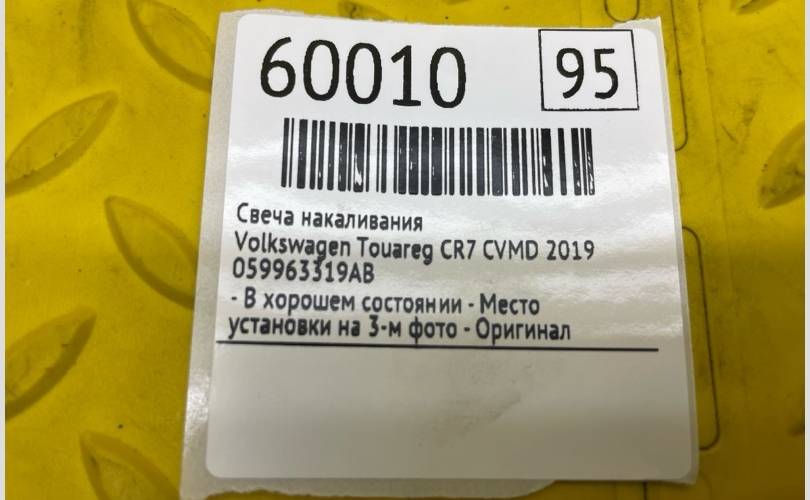 60010 95
Свеча накаливания
Volkswagen Touareg CR7 CVMD 2019
059963319AB
- В хорошем состоянии - Место
установки на 3-м фото - Оригинал